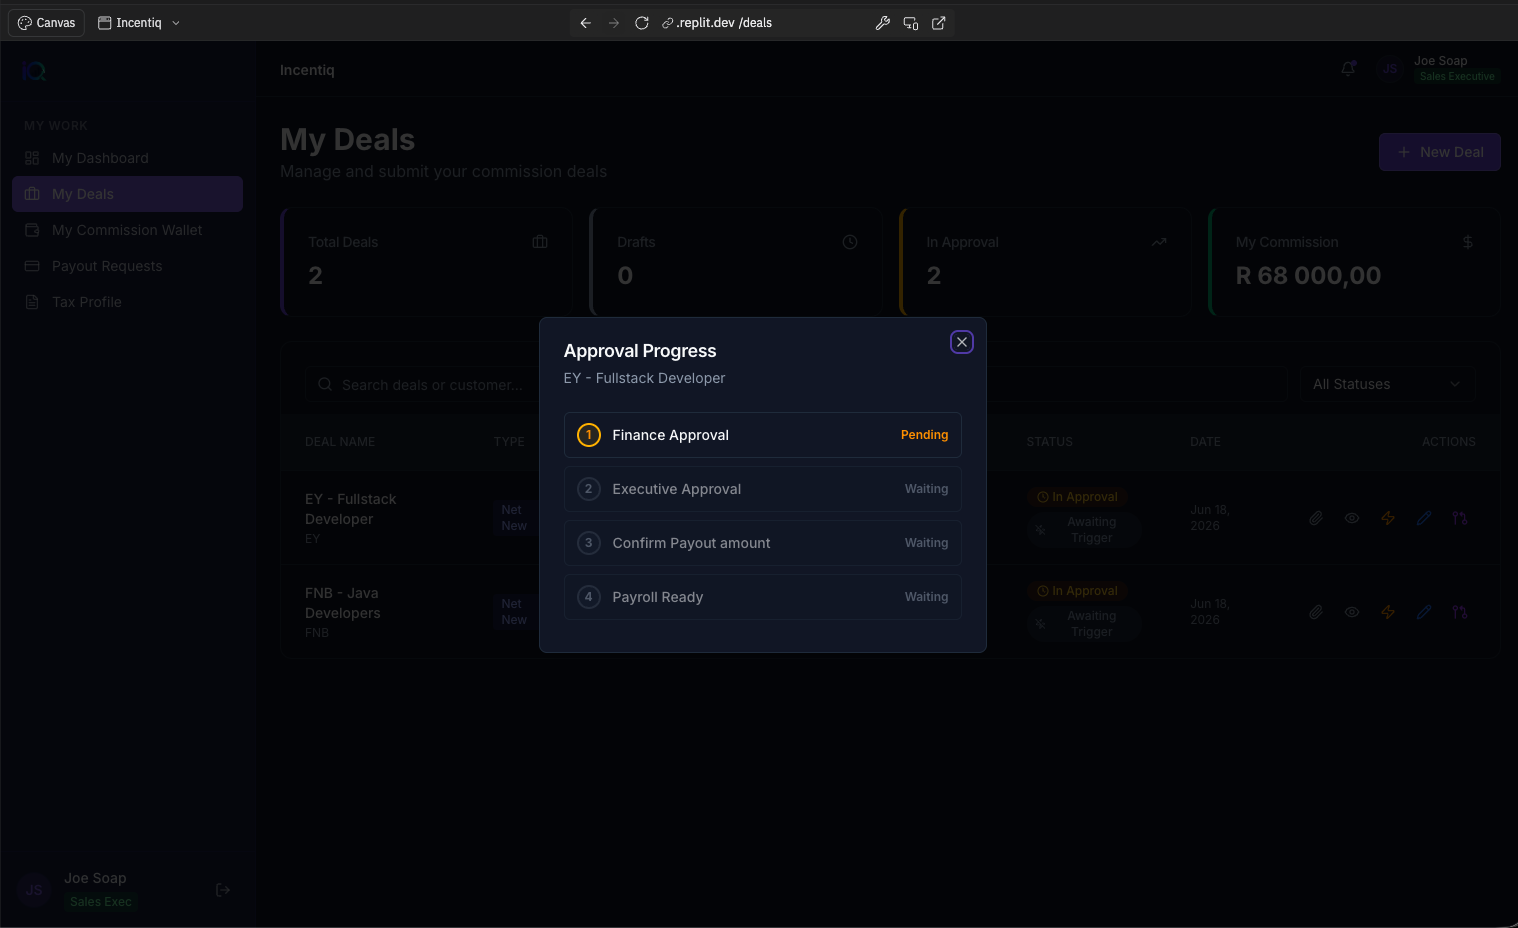 Canvas
Incentiq
.replit.dev /deals
IQ
Incentiq
JS
Joe Soap
Sales Executive
MY WORK
My Dashboard
My Deals
My Commission Wallet
Payout Requests
Tax Profile
My Deals
Manage and submit your commission deals
+ New Deal
Total Deals
2
Drafts
0
In Approval
2
My Commission
$
R 68 000,00
Approval Progress
EY - Fullstack Developer
1 Finance Approval Pending
2 Executive Approval Waiting
3 Confirm Payout amount Waiting
4 Payroll Ready Waiting
Search deals or customer...
All Statuses
DEAL NAME
TYPE
STATUS
DATE
ACTIONS
EY - Fullstack
Developer
EY
Net
New
In Approval
Awaiting
Trigger
Jun 18,
2026
FNB - Java
Developers
FNB
Net
New
In Approval
Awaiting
Trigger
Jun 18,
2026
JS
Joe Soap
Sales Exec